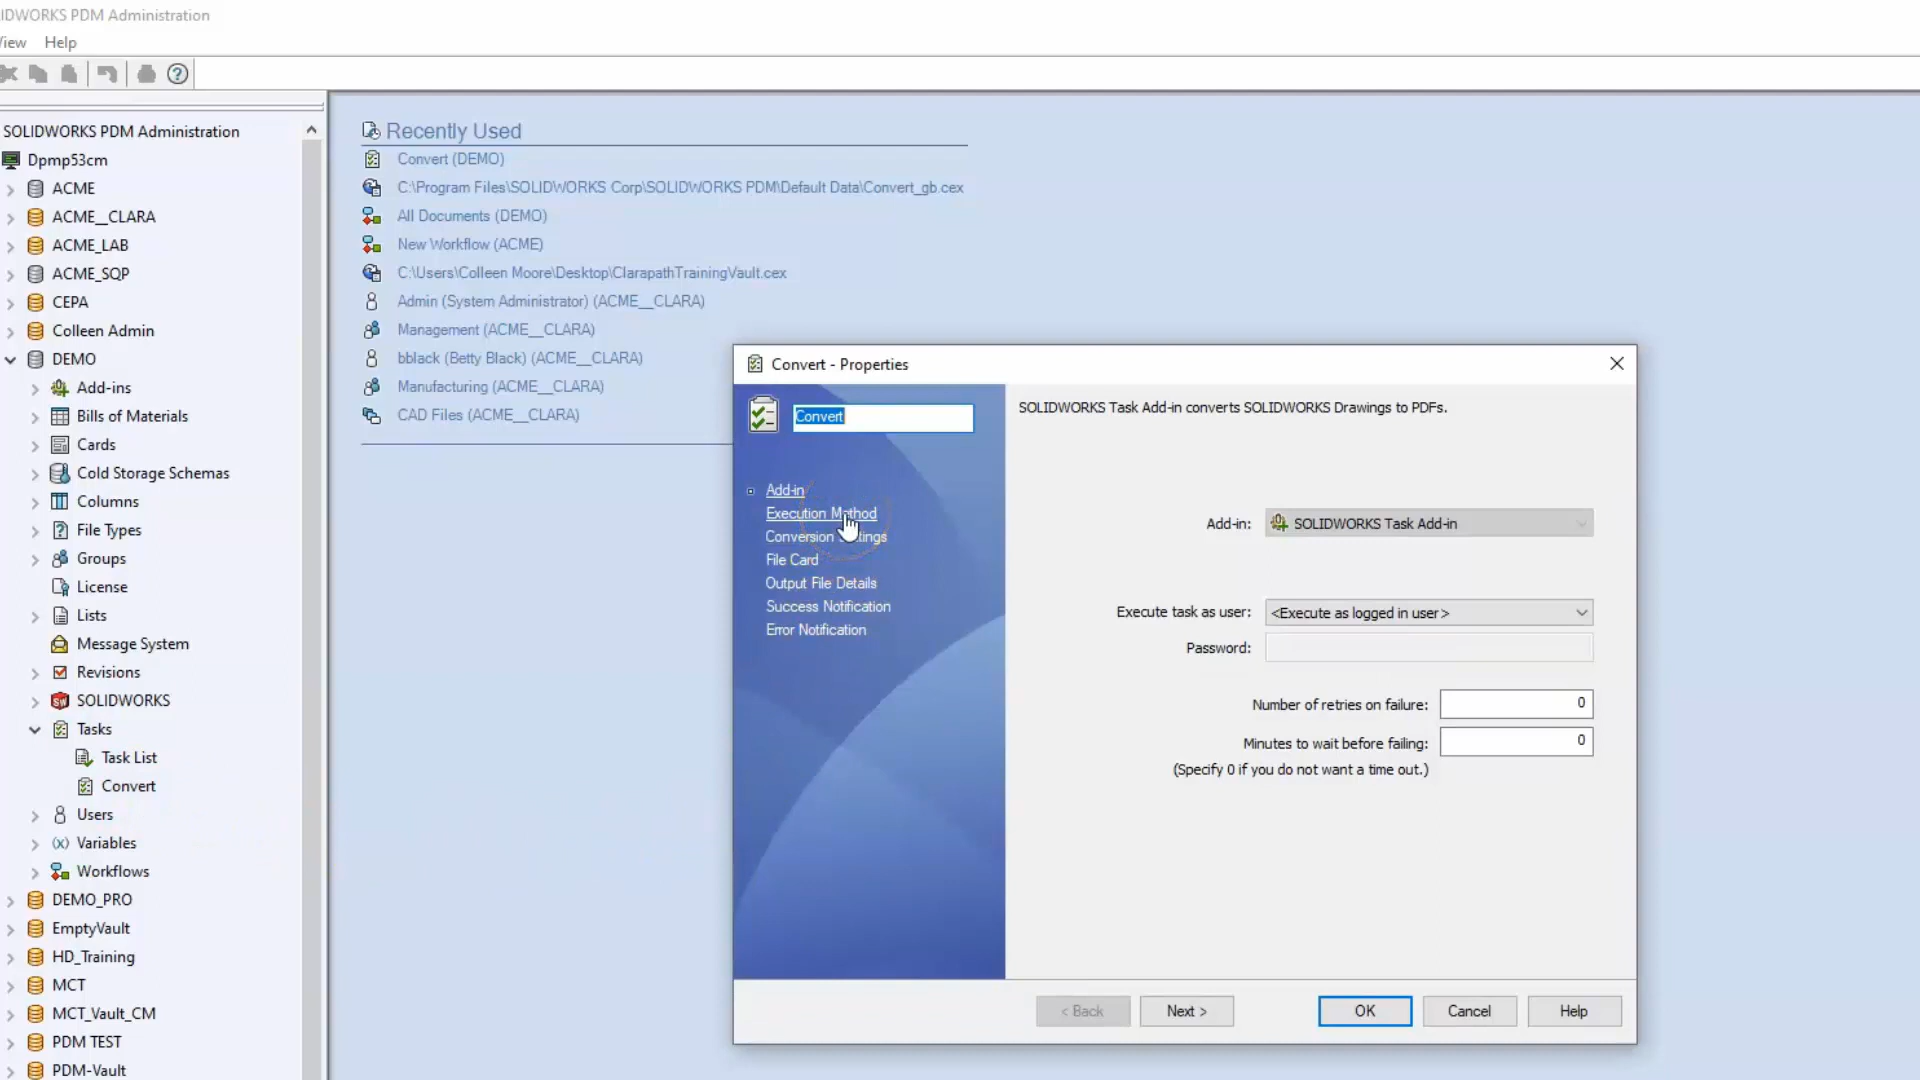 IDWORKS PDM Administration
View Help
SOLIDWORKS PDM Administration
Dpmp53cm
ACME
ACME__CLARA
ACME_LAB
ACME_SQP
CEPA
Colleen Admin
DEMO
Add-ins
Bills of Materials
Cards
Cold Storage Schemas
Columns
File Types
Groups
License
Lists
Message System
Revisions
SOLIDWORKS
Tasks
Task List
Convert
Users
Variables
Workflows
DEMO_PRO
EmptyVault
HD_Training
MCT
MCT_Vault_CM
PDM TEST
PDM-Vault
Recently Used
Convert (DEMO)
C:\Program Files\SOLIDWORKS Corp\SOLIDWORKS PDM\Default Data\Convert_gb.cex
All Documents (DEMO)
New Workflow (ACME)
C:\Users\Colleen Moore\Desktop\ClarapathTrainingVault.cex
Admin (System Administrator) (ACME__CLARA)
Management (ACME__CLARA)
bblack (Betty Black) (ACME__CLARA)
Manufacturing (ACME__CLARA)
CAD Files (ACME__CLARA)
Convert - Properties
Convert
Add-in
Execution Method
Conversion Settings
File Card
Output File Details
Success Notification
Error Notification
SOLIDWORKS Task Add-in converts SOLIDWORKS Drawings to PDFs.
Add-in: SOLIDWORKS Task Add-in
Execute task as user: <Execute as logged in user>
Password:
Number of retries on failure: 0
Minutes to wait before failing: 0
(Specify 0 if you do not want a time out.)
< Back Next > OK Cancel Help